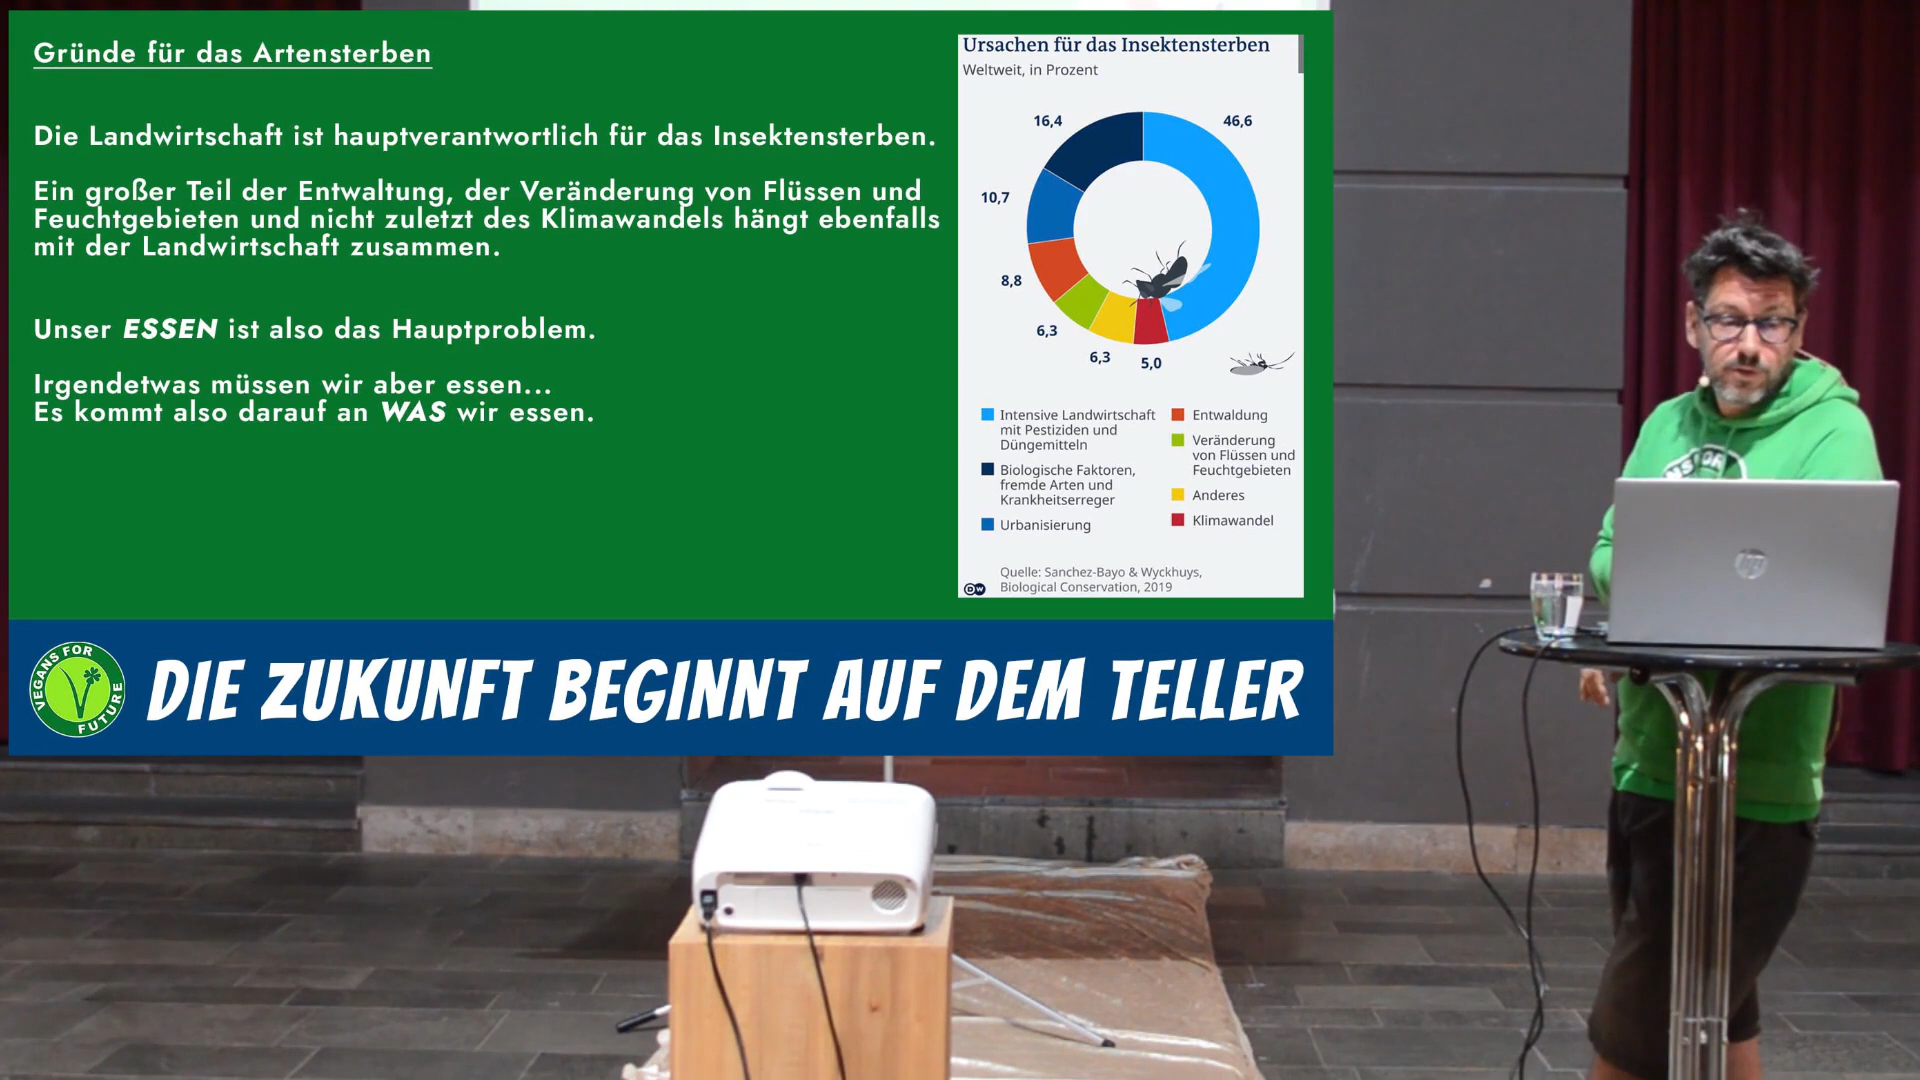 Gründe für das Artensterben
Die Landwirtschaft ist hauptverantwortlich für das Insektensterben.
Ein großer Teil der Entwaltung, der Veränderung von Flüssen und
Feuchtgebieten und nicht zuletzt des Klimawandels hängt ebenfalls
mit der Landwirtschaft zusammen.
Unser ESSEN ist also das Hauptproblem.
Irgendetwas müssen wir aber essen...
Es kommt also darauf an WAS wir essen.
Ursachen für das Insektensterben
Weltweit, in Prozent
16,4
46,6
10,7
8,8
6,3
6,3
5,0
Intensive Landwirtschaft
mit Pestiziden und
Düngemitteln
Biologische Faktoren,
fremde Arten und
Krankheitserreger
Urbanisierung
Entwaldung
Veränderung
von Flüssen und
Feuchtgebieten
Anderes
Klimawandel
Quelle: Sanchez-Bayo & Wyckhuys,
Biological Conservation, 2019
DW
VEGANS FOR
FUTURE
DIE ZUKUNFT BEGINNT AUF DEM TELLER
hp